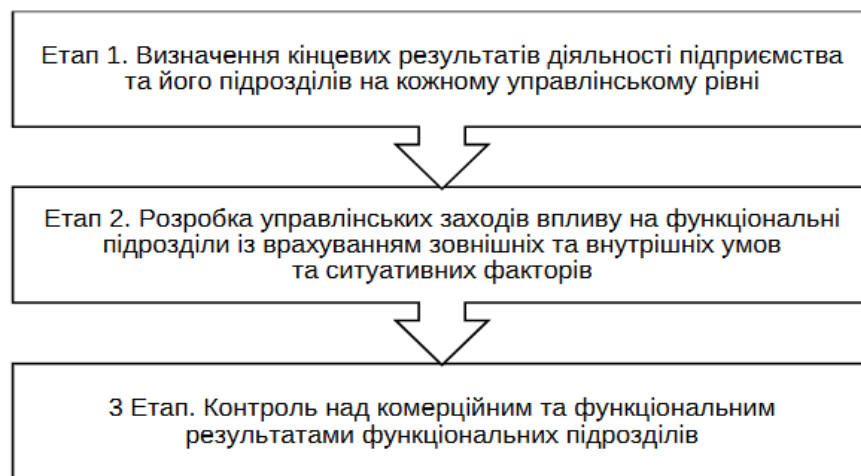 Етап 1. Визначення кінцевих результатів діяльності підприємства
та його підрозділів на кожному управлінському рівні
Етап 2. Розробка управлінських заходів впливу на функціональні
підрозділи із врахуванням зовнішніх та внутрішніх умов
та ситуативних факторів
3 Етап. Контроль над комерційним та функціональним
результатами функціональних підрозділів